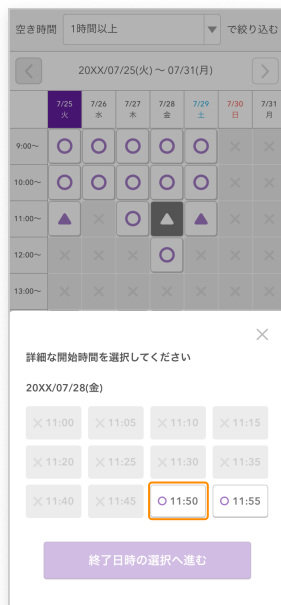 空き時間 1時間以上 ▼ で絞り込む
< 20XX/07/25(火) ~ 07/31(月) >
7/25 7/26 7/27 7/28 7/29 7/30 7/31
火 水 木 金 土 日 月
9:00~ ○ ○ ○ ○ ○ × ×
10:00~ ○ ○ ○ ○ ○ × ×
11:00~ ▲ × ○ ▲ ▲ × ×
12:00~ × × × ○ × × ×
13:00~ × × × × × × ×
×
詳細な開始時間を選択してください
20XX/07/28(金)
× 11:00 × 11:05 × 11:10 × 11:15
× 11:20 × 11:25 × 11:30 × 11:35
× 11:40 × 11:45 ○ 11:50 ○ 11:55
終了日時の選択へ進む